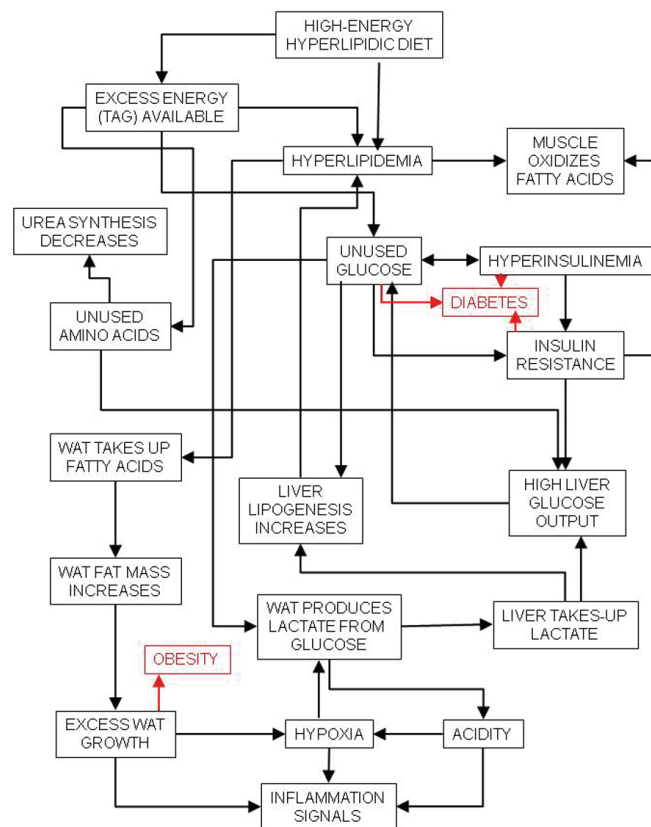 HIGH-ENERGY
HYPERLIPIDIC DIET
EXCESS ENERGY
(TAG) AVAILABLE
HYPERLIPIDEMIA
MUSCLE
OXIDIZES
FATTY ACIDS
UREA SYNTHESIS
DECREASES
UNUSED
GLUCOSE
HYPERINSULINEMIA
DIABETES
UNUSED
AMINO ACIDS
INSULIN
RESISTANCE
WAT TAKES UP
FATTY ACIDS
LIVER
LIPOGENESIS
INCREASES
HIGH LIVER
GLUCOSE
OUTPUT
WAT FAT MASS
INCREASES
WAT PRODUCES
LACTATE FROM
GLUCOSE
LIVER TAKES-UP
LACTATE
OBESITY
EXCESS WAT
GROWTH
HYPOXIA
ACIDITY
INFLAMMATION
SIGNALS